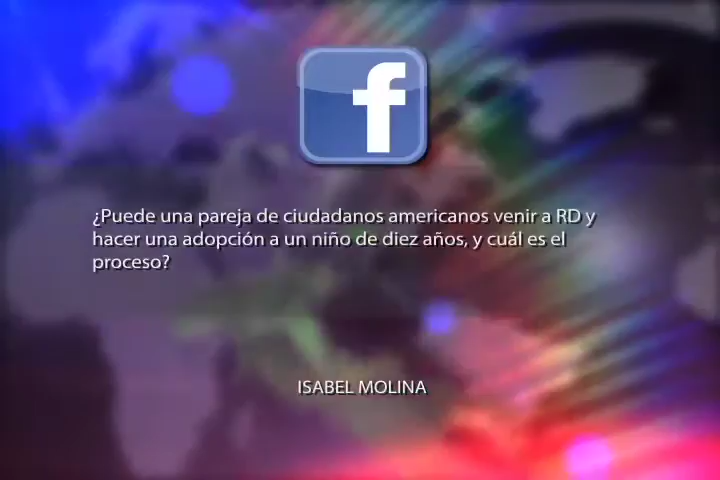 f
¿Puede una pareja de ciudadanos americanos venir a RD y
hacer una adopción a un niño de diez años, y cuál es el
proceso?
ISABEL MOLINA